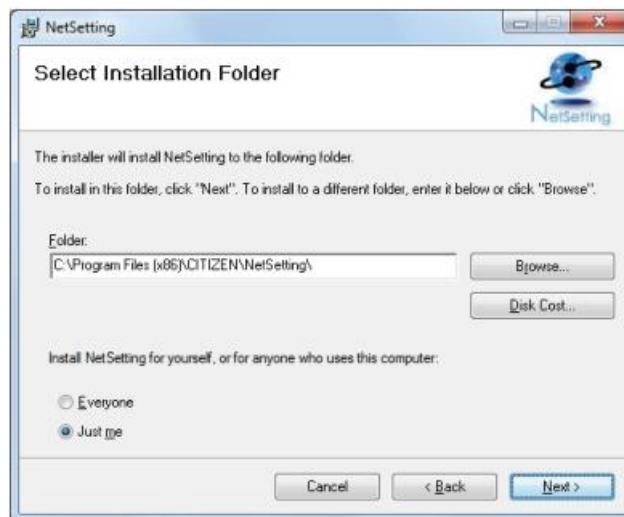 NetSetting
Select Installation Folder
NetSetting
The installer will install NetSetting to the following folder.
To install in this folder, click "Next". To install to a different folder, enter it below or click "Browse".
Folder:
C:\Program Files (x86)\CITIZEN\NetSetting\
Browse...
Disk Cost...
Install NetSetting for yourself, or for anyone who uses this computer:
Everyone
Just me
Cancel
< Back
Next >